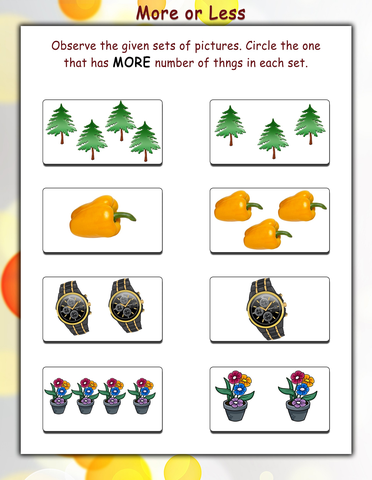 More or Less
Observe the given sets of pictures. Circle the one
that has MORE number of thngs in each set.